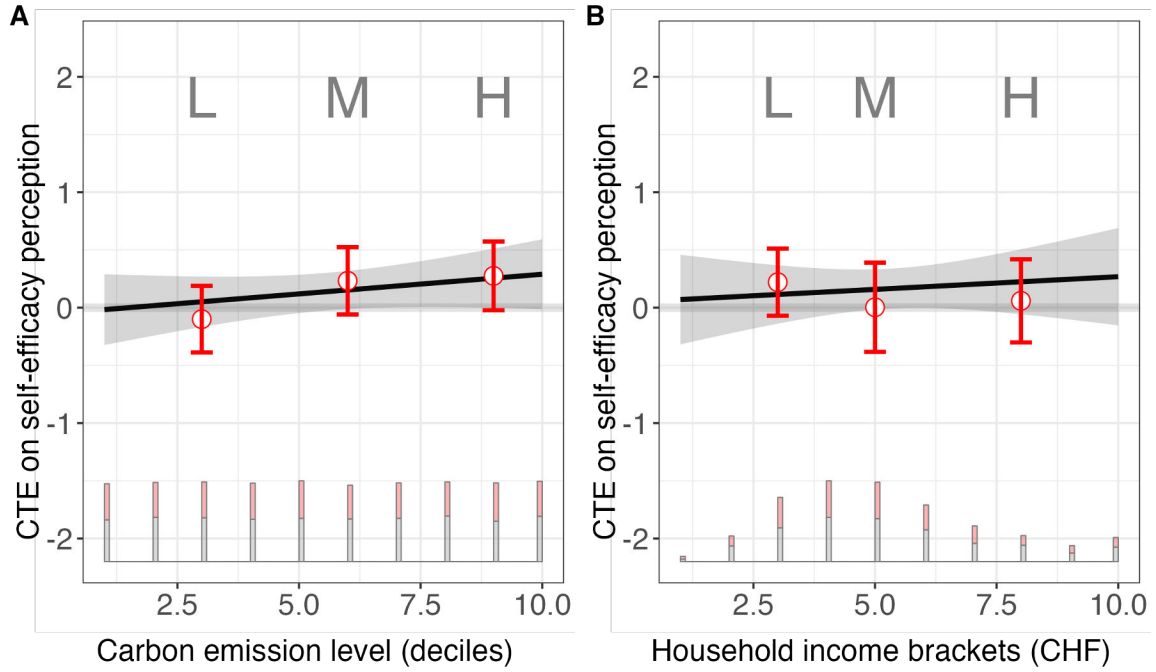 A
B
CTE on self-efficacy perception
2
1
0
-1
-2
L M H
2.5 5.0 7.5 10.0
Carbon emission level (deciles)
CTE on self-efficacy perception
2
1
0
-1
-2
L M H
2.5 5.0 7.5 10.0
Household income brackets (CHF)